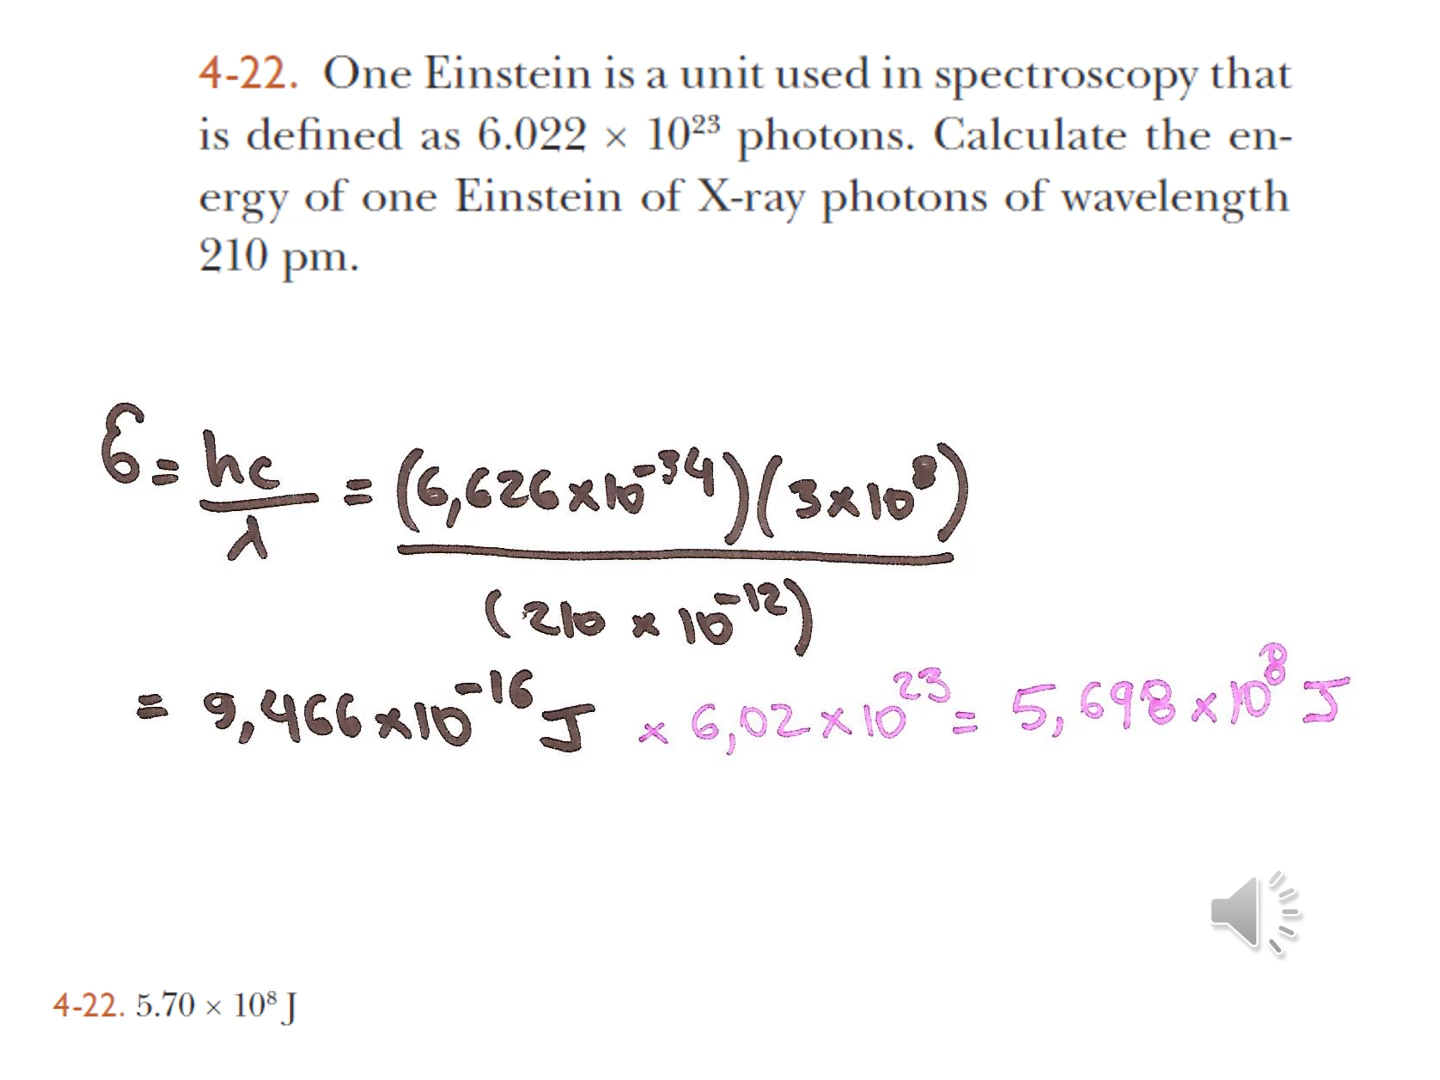 4-22. One Einstein is a unit used in spectroscopy that
is defined as 6.022 × 10²³ photons. Calculate the en-
ergy of one Einstein of X-ray photons of wavelength
210 pm.
E = hc/λ = (6,626×10⁻³⁴)(3×10⁸)
(210 × 10⁻¹²)
= 9,466×10⁻¹⁶ J × 6,02×10²³ = 5,698×10⁸ J
4-22. 5.70 × 10⁸ J